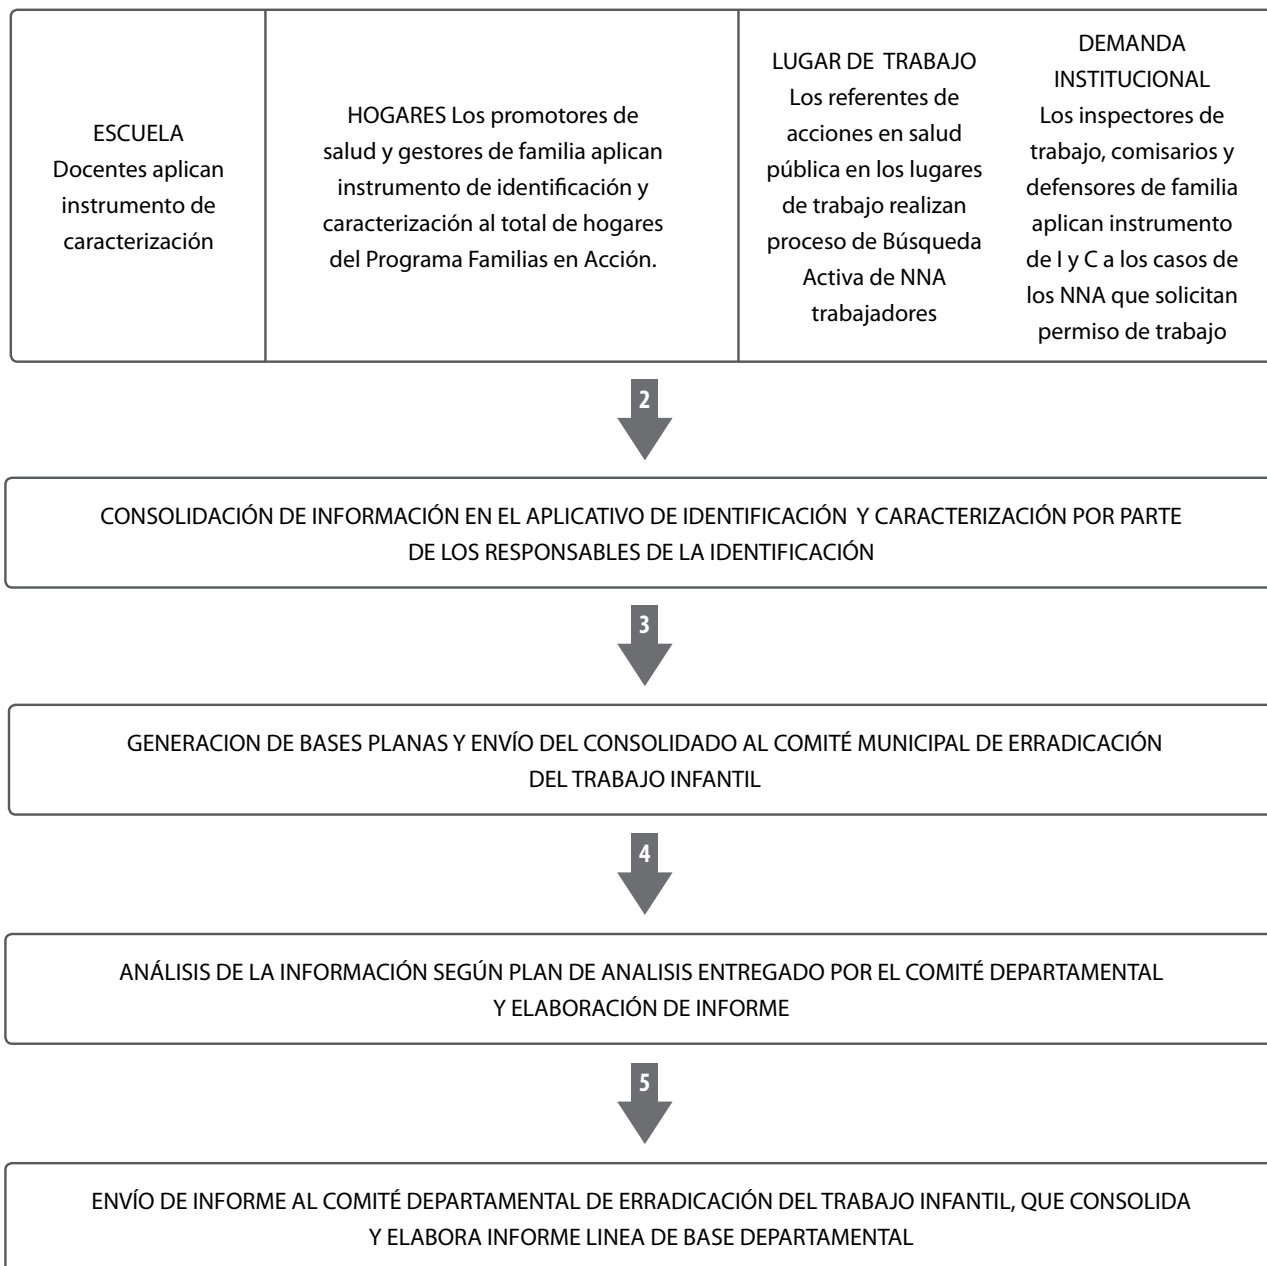 ESCUELA
Docentes aplican
instrumento de
caracterización
HOGARES Los promotores de
salud y gestores de familia aplican
instrumento de identificación y
caracterización al total de hogares
del Programa Familias en Acción.
LUGAR DE TRABAJO
Los referentes de
acciones en salud
pública en los lugares
de trabajo realizan
proceso de Búsqueda
Activa de NNA
trabajadores
DEMANDA
INSTITUCIONAL
Los inspectores de
trabajo, comisarios y
defensores de familia
aplican instrumento
de I y C a los casos de
los NNA que solicitan
permiso de trabajo
2
CONSOLIDACIÓN DE INFORMACIÓN EN EL APLICATIVO DE IDENTIFICACIÓN Y CARACTERIZACIÓN POR PARTE
DE LOS RESPONSABLES DE LA IDENTIFICACIÓN
3
GENERACION DE BASES PLANAS Y ENVÍO DEL CONSOLIDADO AL COMITÉ MUNICIPAL DE ERRADICACIÓN
DEL TRABAJO INFANTIL
4
ANÁLISIS DE LA INFORMACIÓN SEGÚN PLAN DE ANALISIS ENTREGADO POR EL COMITÉ DEPARTAMENTAL
Y ELABORACIÓN DE INFORME
5
ENVÍO DE INFORME AL COMITÉ DEPARTAMENTAL DE ERRADICACIÓN DEL TRABAJO INFANTIL, QUE CONSOLIDA
Y ELABORA INFORME LINEA DE BASE DEPARTAMENTAL